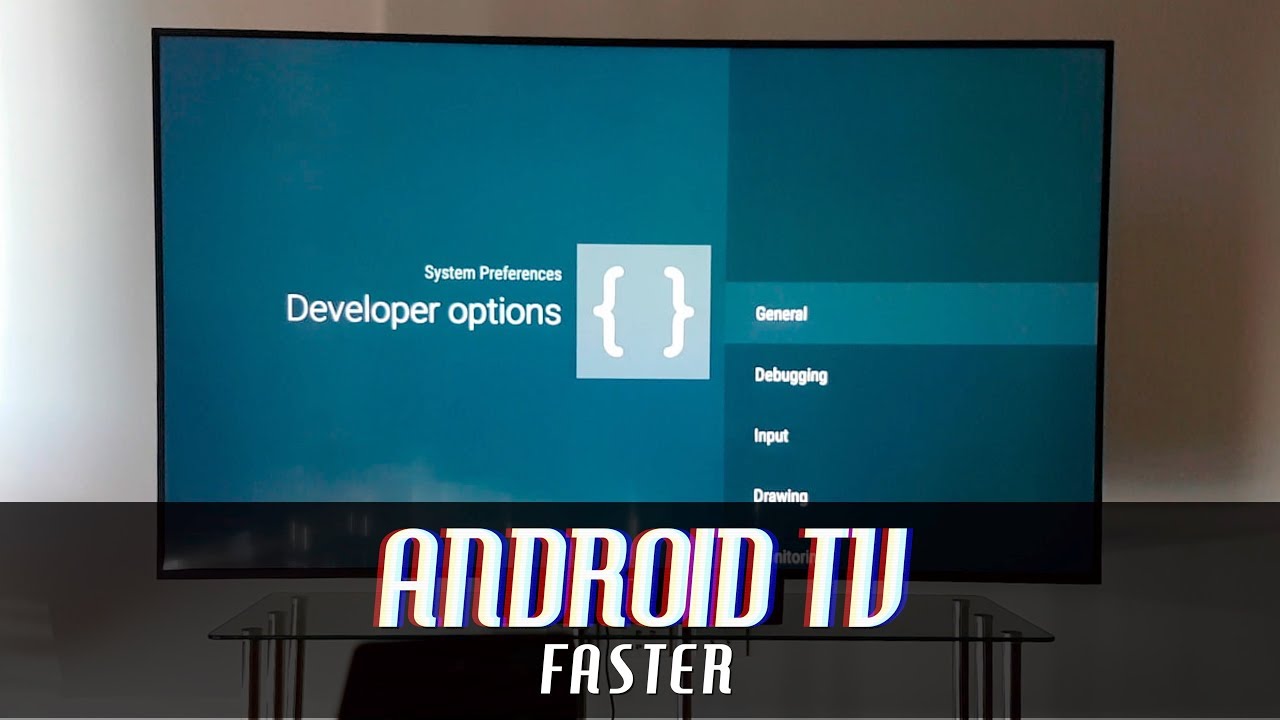 System Preferences
Developer options
{ }
General
Debugging
Input
Drawing
ANDROID TV
FASTER